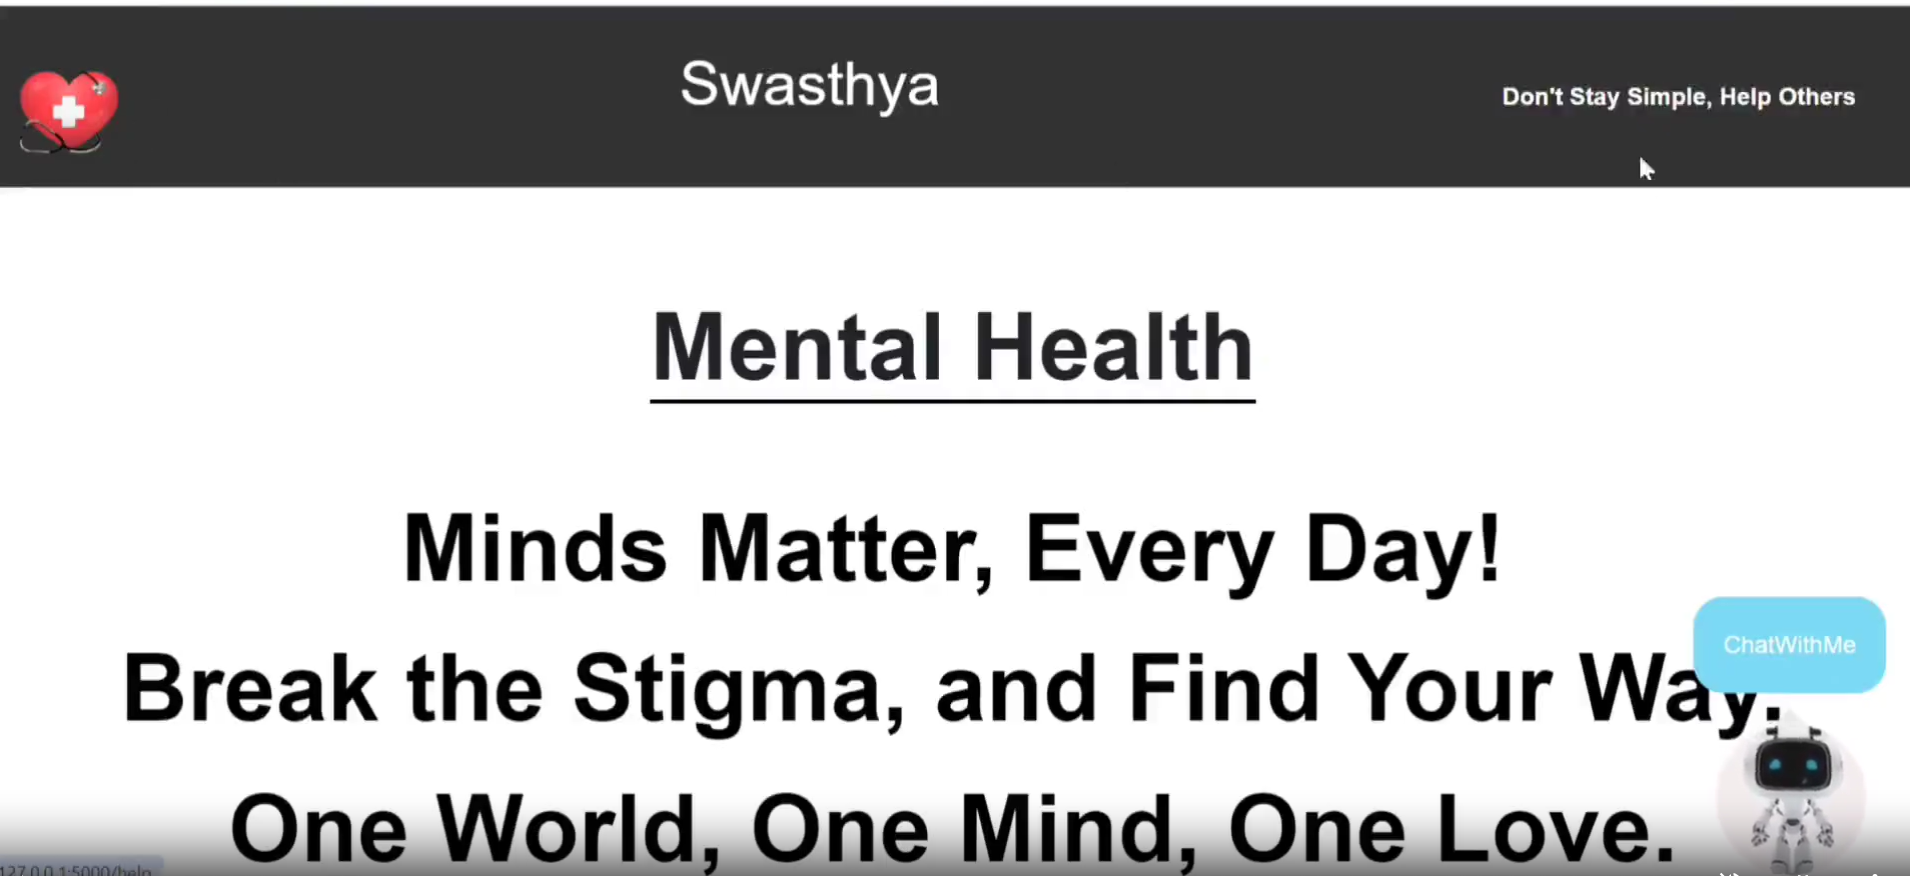 Swasthya
Don't Stay Simple, Help Others
Mental Health
Minds Matter, Every Day!
ChatWithMe
Break the Stigma, and Find Your Way.
One World, One Mind, One Love.
127.0.0.1:5000/help